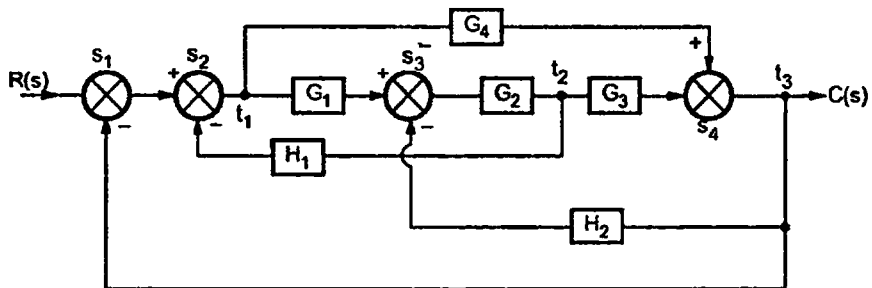 G4
+
s1
s2
s3
-
t2
t3
R(s)
+
+
G1
G2
G3
C(s)
-
-
t1
-
s4
H1
H2